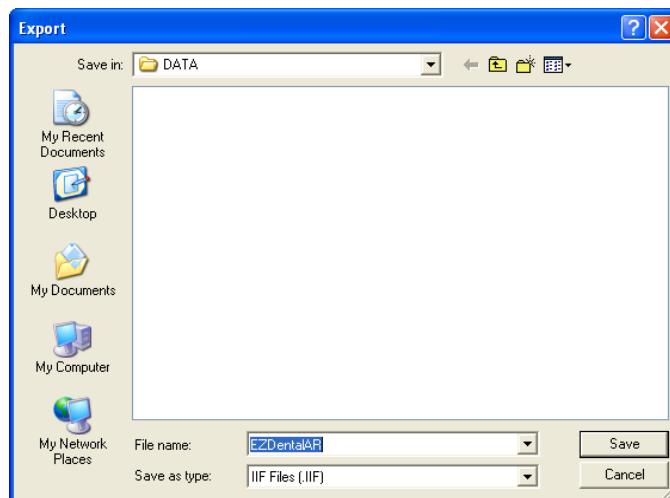 Export
Save in: DATA
My Recent
Documents
Desktop
My Documents
My Computer
My Network
Places
File name: EZDentalAR
Save
Save as type: IIF Files (.IIF)
Cancel